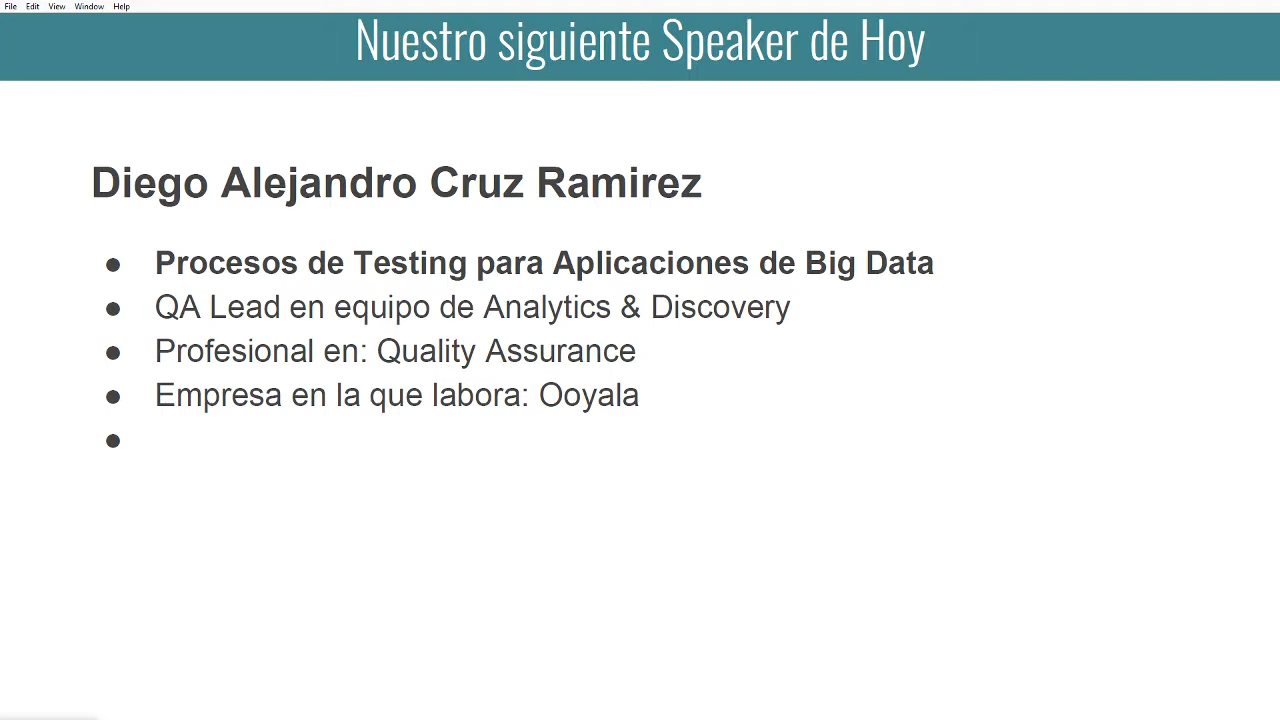 File Edit View Window Help
Nuestro siguiente Speaker de Hoy
Diego Alejandro Cruz Ramirez
● Procesos de Testing para Aplicaciones de Big Data
● QA Lead en equipo de Analytics & Discovery
● Profesional en: Quality Assurance
● Empresa en la que labora: Ooyala
●